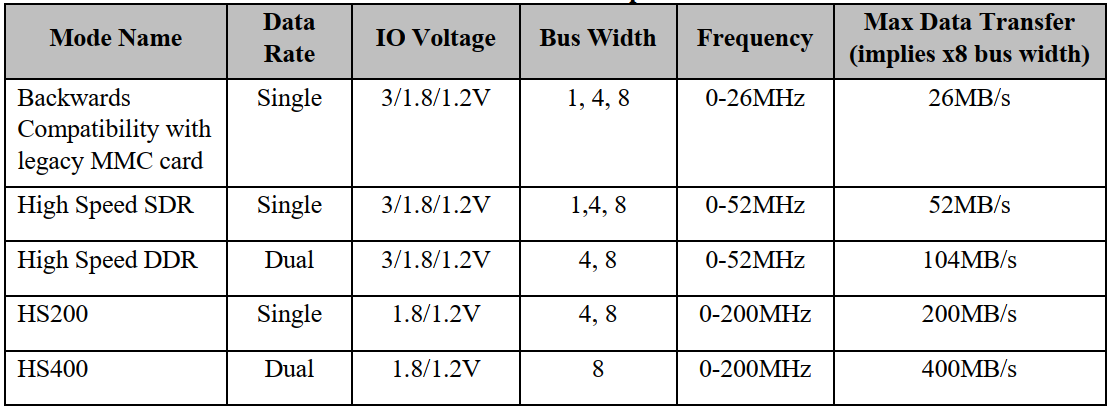 Mode Name Data Rate IO Voltage Bus Width Frequency Max Data Transfer (implies x8 bus width)
Backwards Compatibility with legacy MMC card Single 3/1.8/1.2V 1, 4, 8 0-26MHz 26MB/s
High Speed SDR Single 3/1.8/1.2V 1,4, 8 0-52MHz 52MB/s
High Speed DDR Dual 3/1.8/1.2V 4, 8 0-52MHz 104MB/s
HS200 Single 1.8/1.2V 4, 8 0-200MHz 200MB/s
HS400 Dual 1.8/1.2V 8 0-200MHz 400MB/s